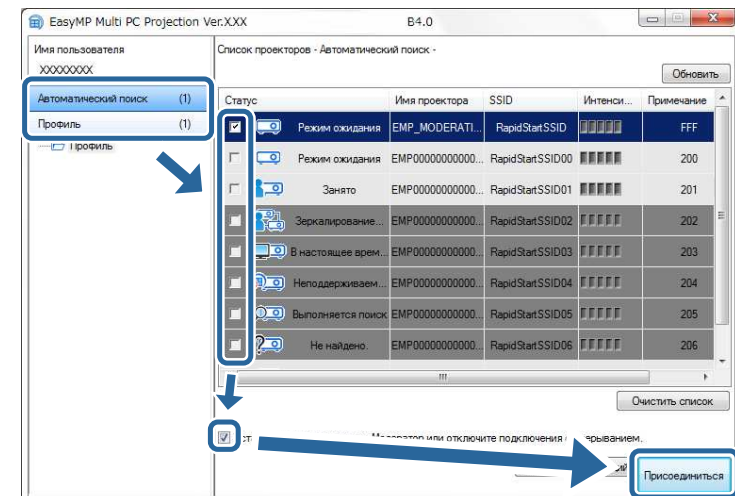 EasyMP Multi PC Projection Ver.XXX B4.0
Имя пользователя
XXXXXXXX
Автоматический поиск (1)
Профиль (1)
Профиль
Список проекторов - Автоматический поиск -
Обновить
Статус Имя проектора SSID Интенси... Примечание
Режим ожидания EMP_MODERATI... RapidStartSSID FFF
Режим ожидания EMP00000000000... RapidStartSSID00 200
Занято EMP00000000000... RapidStartSSID01 201
Зеркалирование... EMP00000000000... RapidStartSSID02 202
В настоящее врем... EMP00000000000... RapidStartSSID03 203
Неподдерживаем... EMP00000000000... RapidStartSSID04 204
Выполняется поиск EMP00000000000... RapidStartSSID05 205
Не найдено. EMP00000000000... RapidStartSSID06 206
Очистить список
или отключите подключения
Присоединиться